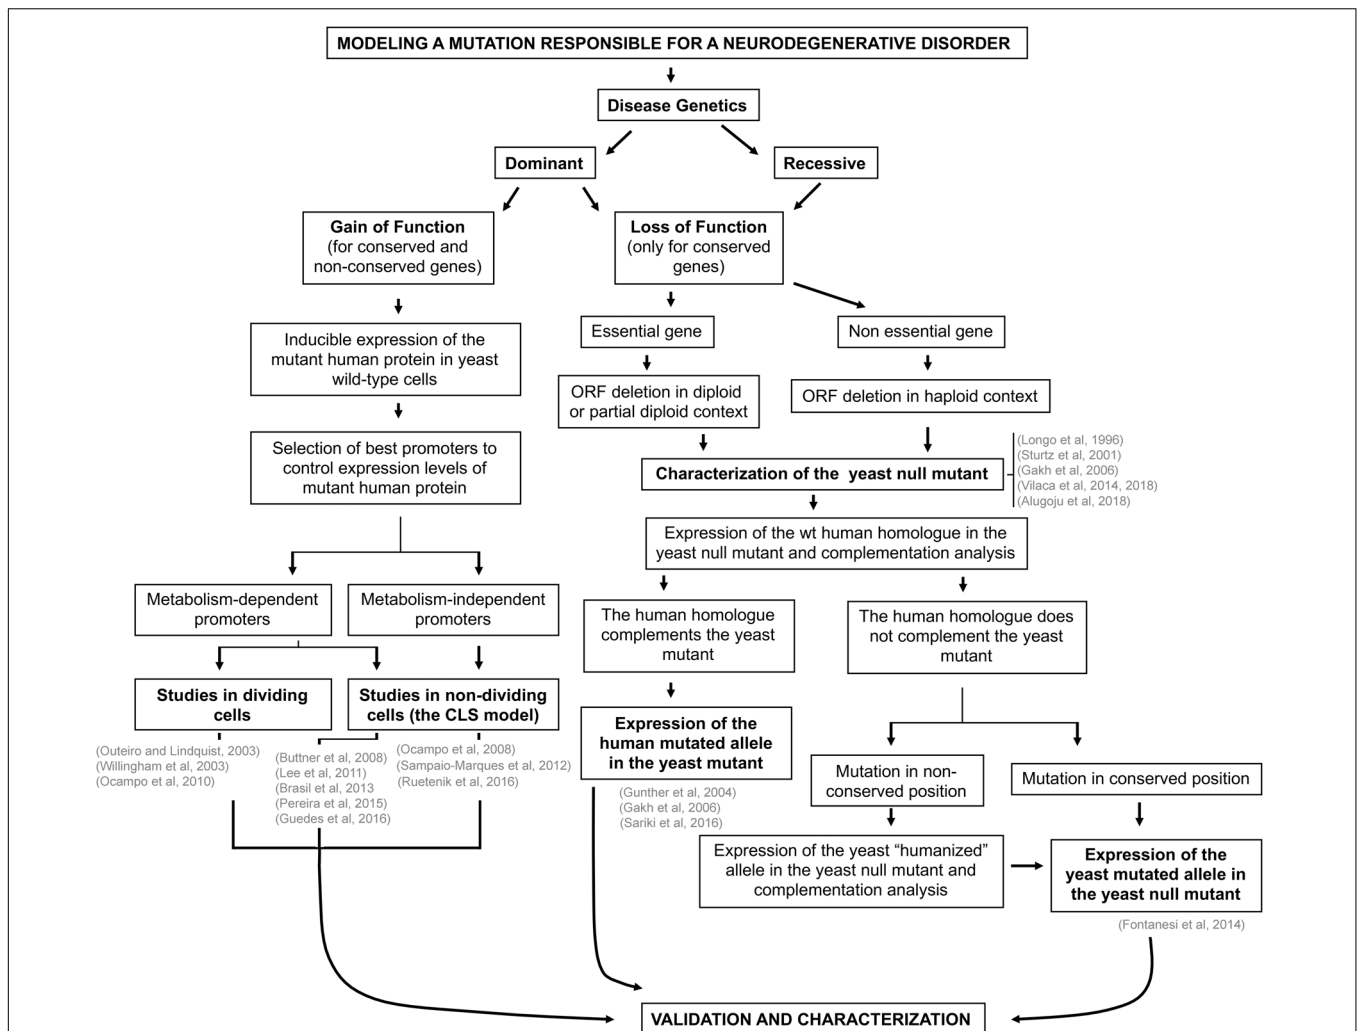 MODELING A MUTATION RESPONSIBLE FOR A NEURODEGENERATIVE DISORDER
Disease Genetics
Dominant
Recessive
Gain of Function
(for conserved and
non-conserved genes)
Loss of Function
(only for conserved
genes)
Inducible expression of the
mutant human protein in yeast
wild-type cells
Essential gene
Non essential gene
ORF deletion in diploid
or partial diploid context
ORF deletion in haploid context
Selection of best promoters to
control expression levels of
mutant human protein
Characterization of the yeast null mutant
(Longo et al, 1996)
(Sturtz et al, 2001)
(Gakh et al, 2006)
(Vilaca et al, 2014, 2018)
(Alugoju et al, 2018)
Expression of the wt human homologue in the
yeast null mutant and complementation analysis
Metabolism-dependent
promoters
Metabolism-independent
promoters
The human homologue
complements the yeast
mutant
The human homologue does
not complement the yeast
mutant
Studies in dividing
cells
Studies in non-dividing
cells (the CLS model)
(Outeiro and Lindquist, 2003)
(Willingham et al, 2003)
(Ocampo et al, 2010)
(Buttner et al, 2008)
(Lee et al, 2011)
(Brasil et al, 2013
(Pereira et al, 2015)
(Guedes et al, 2016)
(Ocampo et al, 2008)
(Sampaio-Marques et al, 2012)
(Ruetenik et al, 2016)
Expression of the
human mutated allele
in the yeast mutant
(Gunther et al, 2004)
(Gakh et al, 2006)
(Sariki et al, 2016)
Mutation in non-
conserved position
Mutation in conserved position
Expression of the yeast “humanized”
allele in the yeast null mutant and
complementation analysis
Expression of the
yeast mutated allele in
the yeast null mutant
(Fontanesi et al, 2014)
VALIDATION AND CHARACTERIZATION